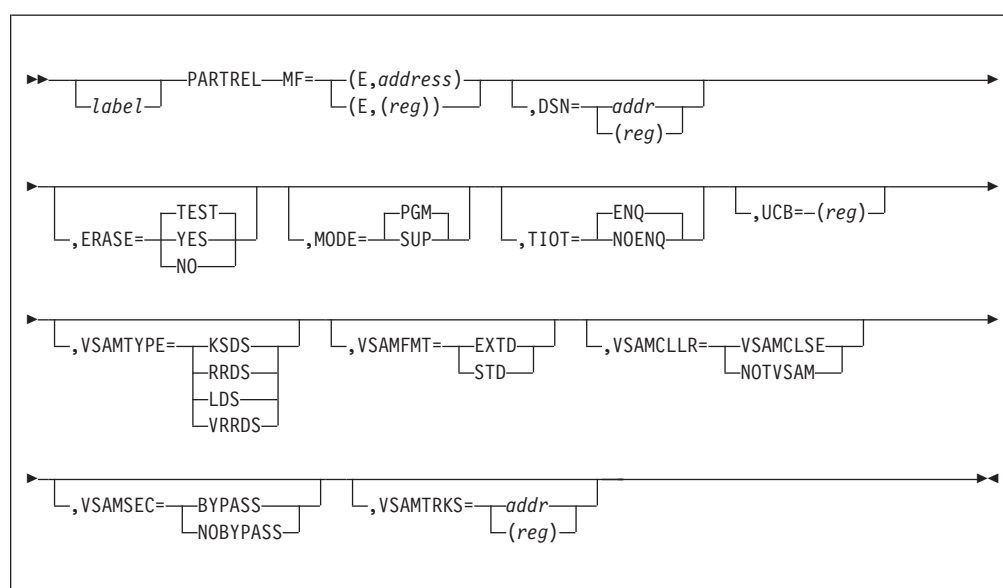 PARTREL MF= (E,address)
label (E,(reg)) ,DSN= addr
(reg)
TEST PGM ENQ ,UCB= (reg)
,ERASE= YES ,MODE= SUP ,TIOT= NOENQ
NO
,VSAMTYPE= KSDS ,VSAMFMT= EXTD ,VSAMCLLR= VSAMCLSE
RRDS STD NOTVSAM
LDS
VRRDS
,VSAMSEC= BYPASS ,VSAMTRKS= addr
NOBYPASS (reg)